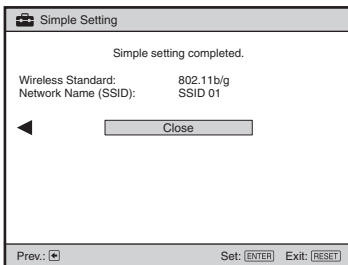 Simple Setting
Simple setting completed.
Wireless Standard: 802.11b/g
Network Name (SSID): SSID 01
Close
Prev.: Set: ENTER Exit: RESET